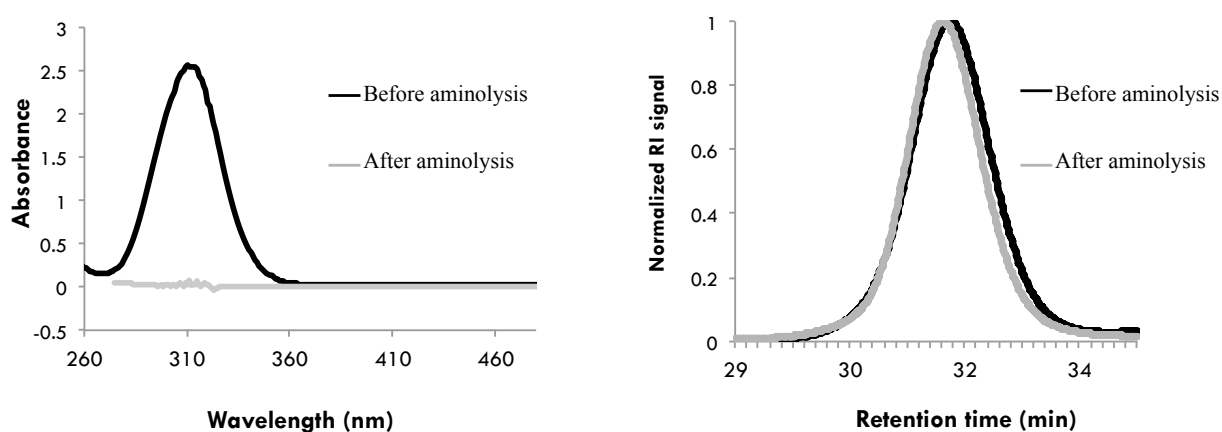 3
2.5
2
1.5
1
0.5
0
-0.5
Absorbance
Before aminolysis
After aminolysis
260 310 360 410 460
Wavelength (nm)
1
0.8
0.6
0.4
0.2
0
Normalized RI signal
Before aminolysis
After aminolysis
29 30 32 34
Retention time (min)